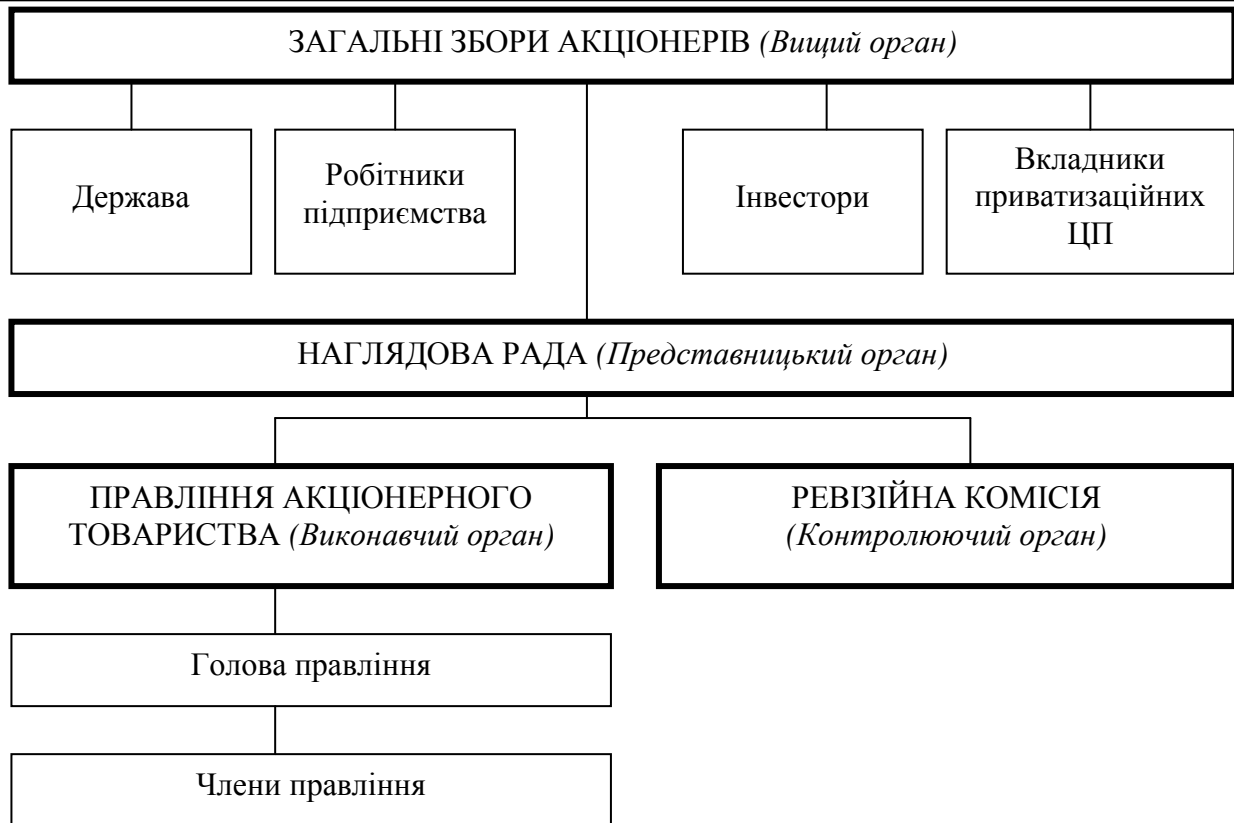 ЗАГАЛЬНІ ЗБОРИ АКЦІОНЕРІВ (Вищий орган)
Держава
Робітники
підприємства
Інвестори
Вкладники
приватизаційних
ЦП
НАГЛЯДОВА РАДА (Представницький орган)
ПРАВЛІННЯ АКЦІОНЕРНОГО
ТОВАРИСТВА (Виконавчий орган)
РЕВІЗІЙНА КОМІСІЯ
(Контролюючий орган)
Голова правління
Члени правління